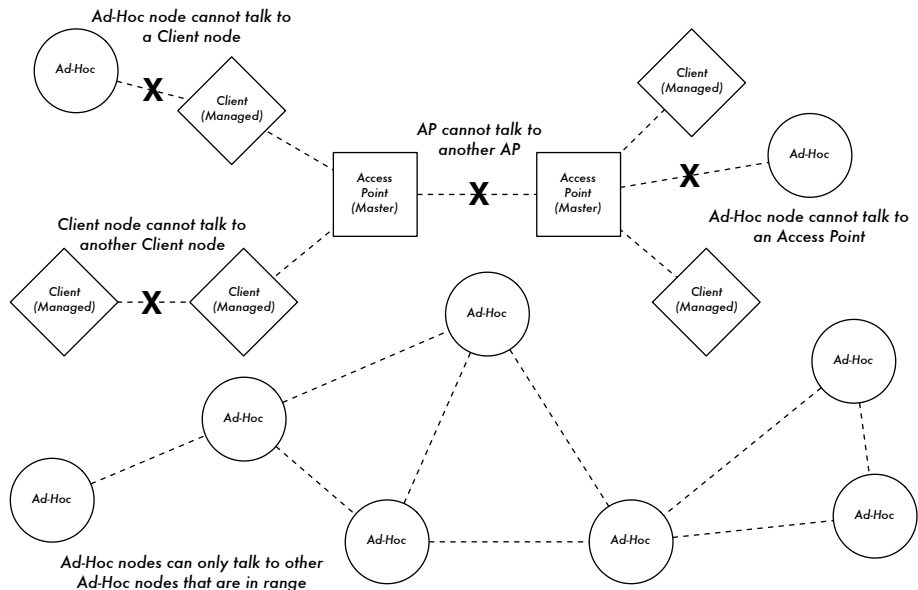 Ad-Hoc node cannot talk to
a Client node
Ad-Hoc
X
Client
(Managed)
Client
(Managed)
AP cannot talk to
another AP
Access
Point
(Master)
X
Access
Point
(Master)
X
Ad-Hoc
Ad-Hoc node cannot talk to
an Access Point
Client node cannot talk to
another Client node
Client
(Managed)
X
Client
(Managed)
Client
(Managed)
Ad-Hoc
Ad-Hoc
Ad-Hoc
Ad-Hoc
Ad-Hoc
Ad-Hoc
Ad-Hoc
Ad-Hoc nodes can only talk to other
Ad-Hoc nodes that are in range